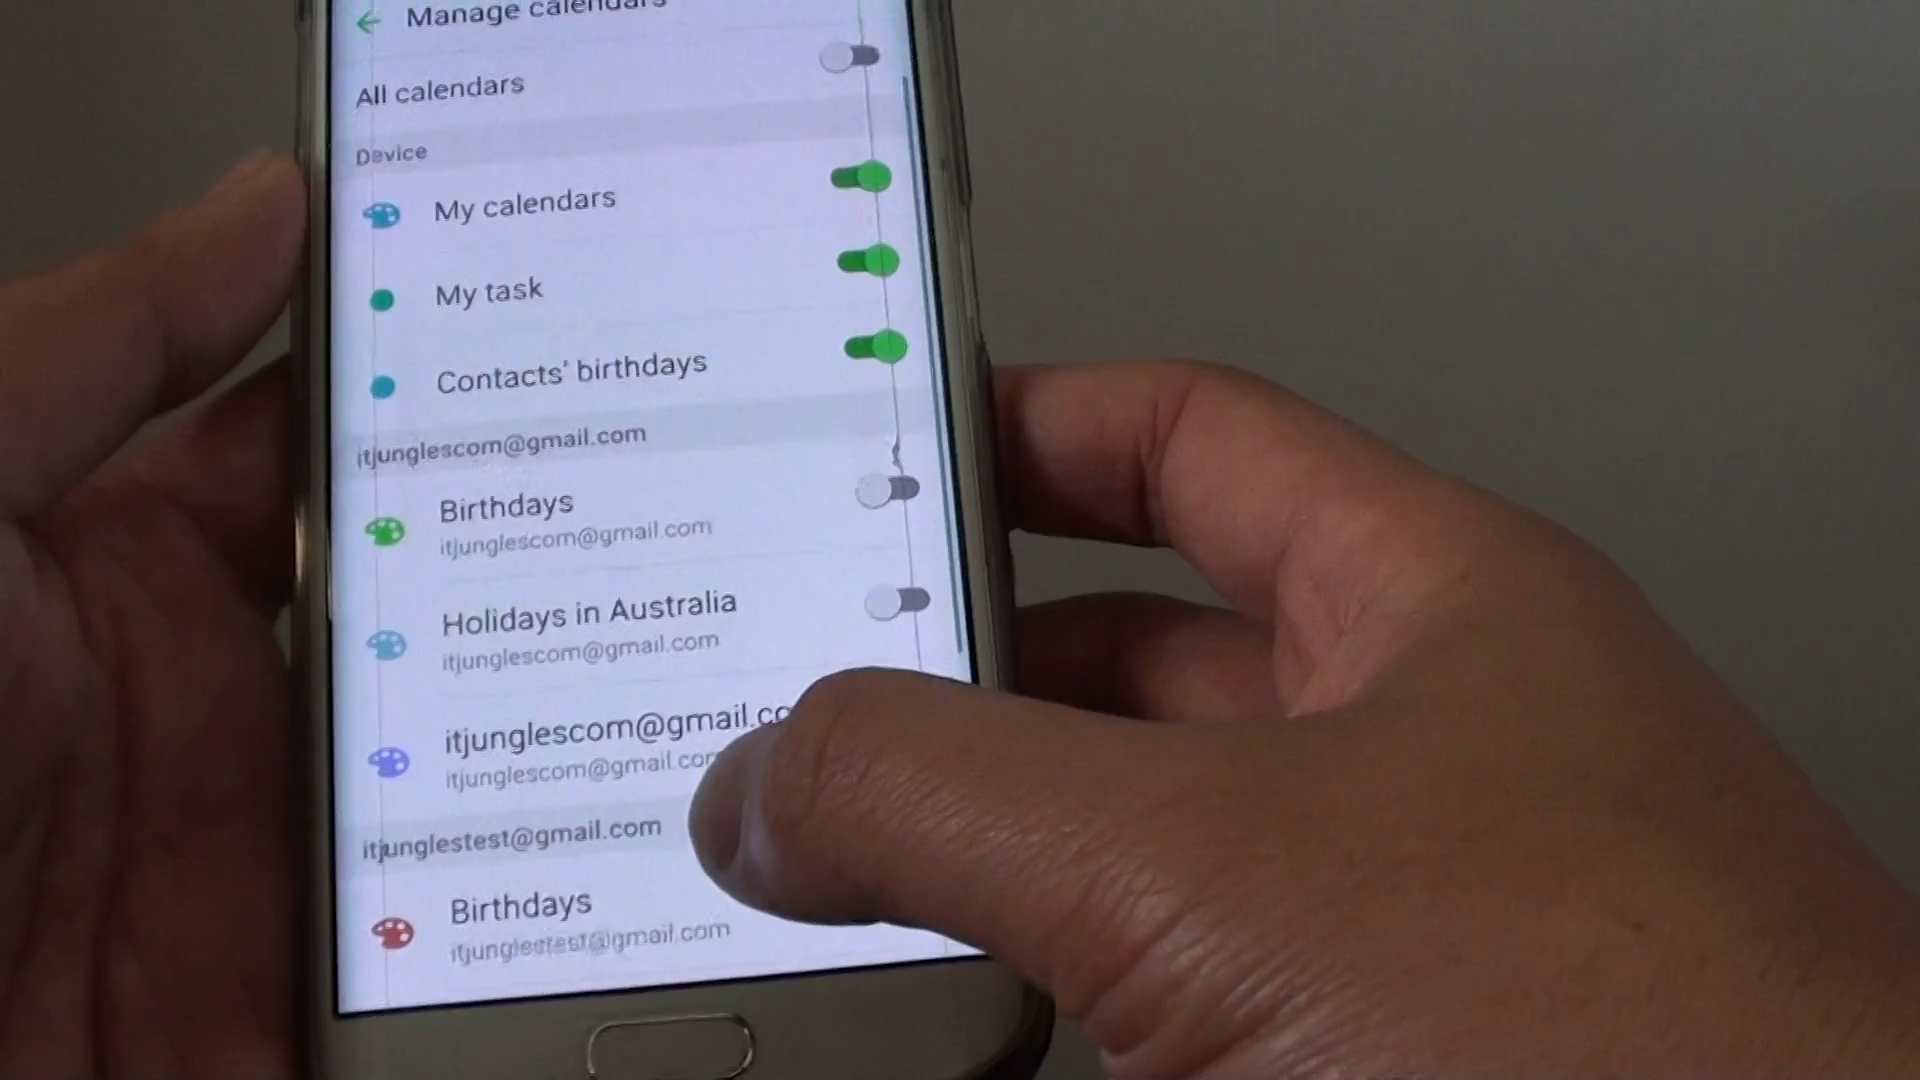 Manage calendars
All calendars
Device
My calendars
My task
Contacts' birthdays
itjunglescom@gmail.com
Birthdays
itjunglescom@gmail.com
Holidays in Australia
itjunglescom@gmail.com
itjunglescom@gmail.co
itjunglescom@gmail.com
itjunglestest@gmail.com
Birthdays
itjunglestest@gmail.com